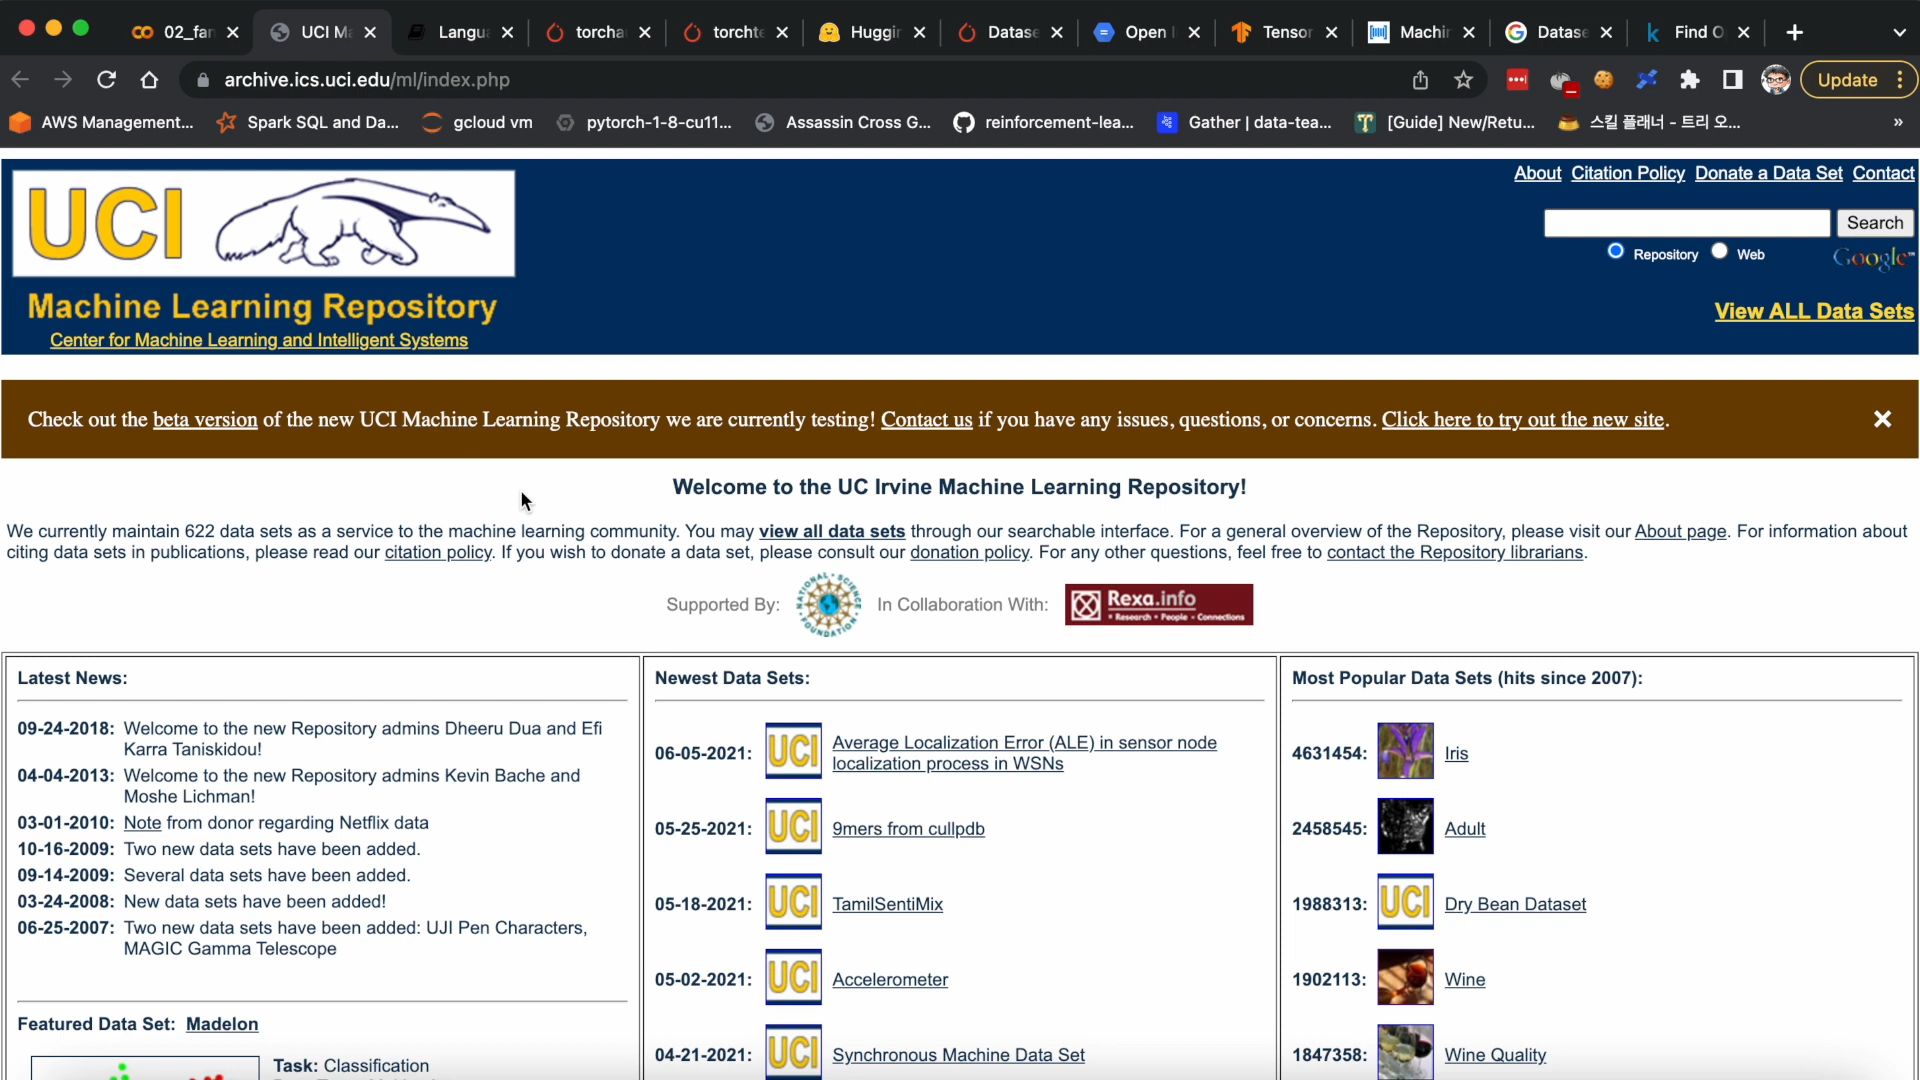 02_fan
UCI Ma
Langua
torcha
torchte
Huggin
Datase
Open
Tensor
Machin
Datase
Find O
archive.ics.uci.edu/ml/index.php
Update
AWS Management...
Spark SQL and Da...
gcloud vm
pytorch-1-8-cu11...
Assassin Cross G...
reinforcement-lea...
Gather | data-tea...
[Guide] New/Retu...
스킬 플래너 - 트리 오...
»
UCI
Machine Learning Repository
Center for Machine Learning and Intelligent Systems
About Citation Policy Donate a Data Set Contact
Search
Repository Web Google™
View ALL Data Sets
Check out the beta version of the new UCI Machine Learning Repository we are currently testing! Contact us if you have any issues, questions, or concerns. Click here to try out the new site.
Welcome to the UC Irvine Machine Learning Repository!
We currently maintain 622 data sets as a service to the machine learning community. You may view all data sets through our searchable interface. For a general overview of the Repository, please visit our About page. For information about
citing data sets in publications, please read our citation policy. If you wish to donate a data set, please consult our donation policy. For any other questions, feel free to contact the Repository librarians.
Supported By: NATIONAL SCIENCE FOUNDATION In Collaboration With: Rexa.info
Research • People • Connections
Latest News:
09-24-2018: Welcome to the new Repository admins Dheeru Dua and Efi
Karra Taniskidou!
04-04-2013: Welcome to the new Repository admins Kevin Bache and
Moshe Lichman!
03-01-2010: Note from donor regarding Netflix data
10-16-2009: Two new data sets have been added.
09-14-2009: Several data sets have been added.
03-24-2008: New data sets have been added!
06-25-2007: Two new data sets have been added: UJI Pen Characters,
MAGIC Gamma Telescope
Featured Data Set: Madelon
Task: Classification
Newest Data Sets:
06-05-2021: UCI Average Localization Error (ALE) in sensor node
localization process in WSNs
05-25-2021: UCI 9mers from cullpdb
05-18-2021: UCI TamilSentiMix
05-02-2021: UCI Accelerometer
04-21-2021: UCI Synchronous Machine Data Set
Most Popular Data Sets (hits since 2007):
4631454: Iris
2458545: Adult
1988313: UCI Dry Bean Dataset
1902113: Wine
1847358: Wine Quality